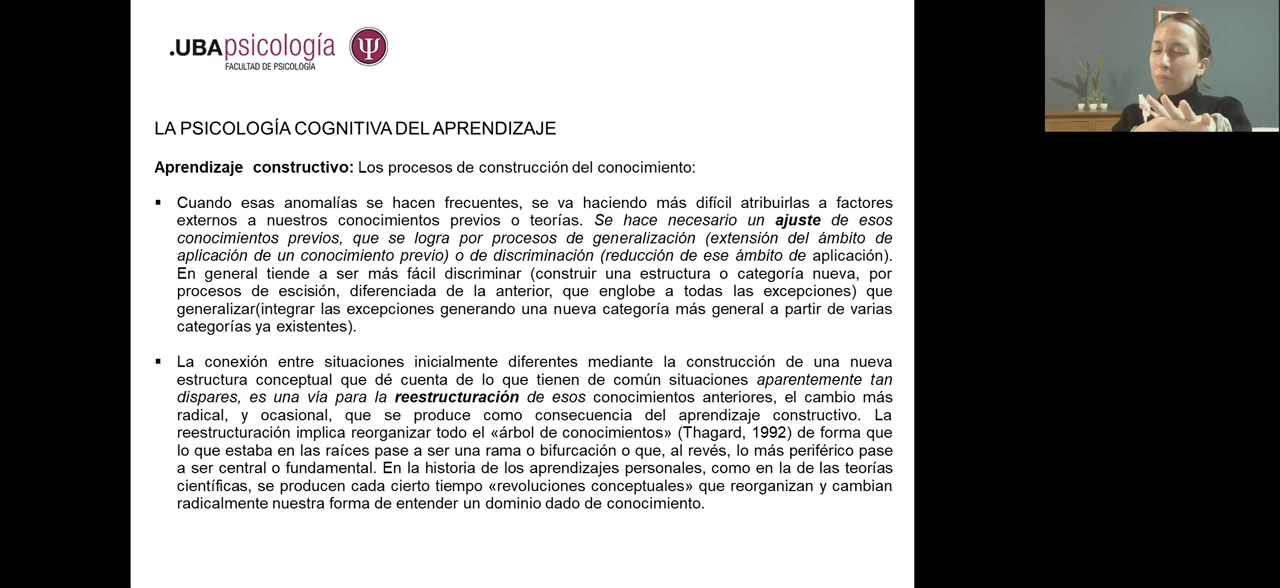 .UBApsicología
FACULTAD DE PSICOLOGÍA
LA PSICOLOGÍA COGNITIVA DEL APRENDIZAJE
Aprendizaje constructivo: Los procesos de construcción del conocimiento:
▪ Cuando esas anomalías se hacen frecuentes, se va haciendo más difícil atribuirlas a factores
externos a nuestros conocimientos previos o teorías. Se hace necesario un ajuste de esos
conocimientos previos, que se logra por procesos de generalización (extensión del ámbito de
aplicación de un conocimiento previo) o de discriminación (reducción de ese ámbito de aplicación).
En general tiende a ser más fácil discriminar (construir una estructura o categoría nueva, por
procesos de escisión, diferenciada de la anterior, que englobe a todas las excepciones) que
generalizar(integrar las excepciones generando una nueva categoría más general a partir de varias
categorías ya existentes).
▪ La conexión entre situaciones inicialmente diferentes mediante la construcción de una nueva
estructura conceptual que dé cuenta de lo que tienen de común situaciones aparentemente tan
dispares, es una vía para la reestructuración de esos conocimientos anteriores, el cambio más
radical, y ocasional, que se produce como consecuencia del aprendizaje constructivo. La
reestructuración implica reorganizar todo el «árbol de conocimientos» (Thagard, 1992) de forma que
lo que estaba en las raíces pase a ser una rama o bifurcación o que, al revés, lo más periférico pase
a ser central o fundamental. En la historia de los aprendizajes personales, como en la de las teorías
científicas, se producen cada cierto tiempo «revoluciones conceptuales» que reorganizan y cambian
radicalmente nuestra forma de entender un dominio dado de conocimiento.